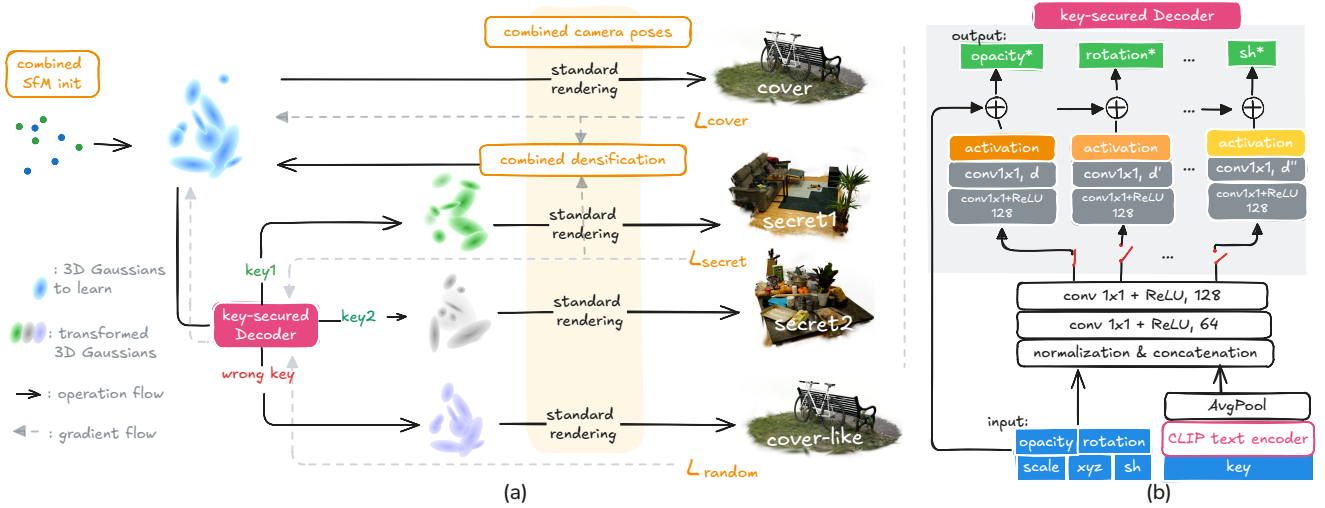 combined
SfM init
combined camera poses
standard
rendering
cover
Lcover
combined densification
standard
rendering
secret1
Lsecret
key1
key-secured
Decoder
key2
standard
rendering
secret2
wrong key
standard
rendering
cover-like
Lrandom
: 3D Gaussians
to learn
: transformed
3D Gaussians
: operation flow
: gradient flow
(a)
key-secured Decoder
output:
opacity*
rotation*
...
sh*
...
activation
activation
activation
conv1x1, d
conv1x1, d'
...
conv1x1, d''
conv1x1+ReLU
128
conv1x1+ReLU
128
conv1x1+ReLU
128
...
conv 1x1 + ReLU, 128
conv 1x1 + ReLU, 64
normalization & concatenation
AvgPool
input:
opacity
rotation
CLIP text encoder
scale
xyz
sh
key
(b)